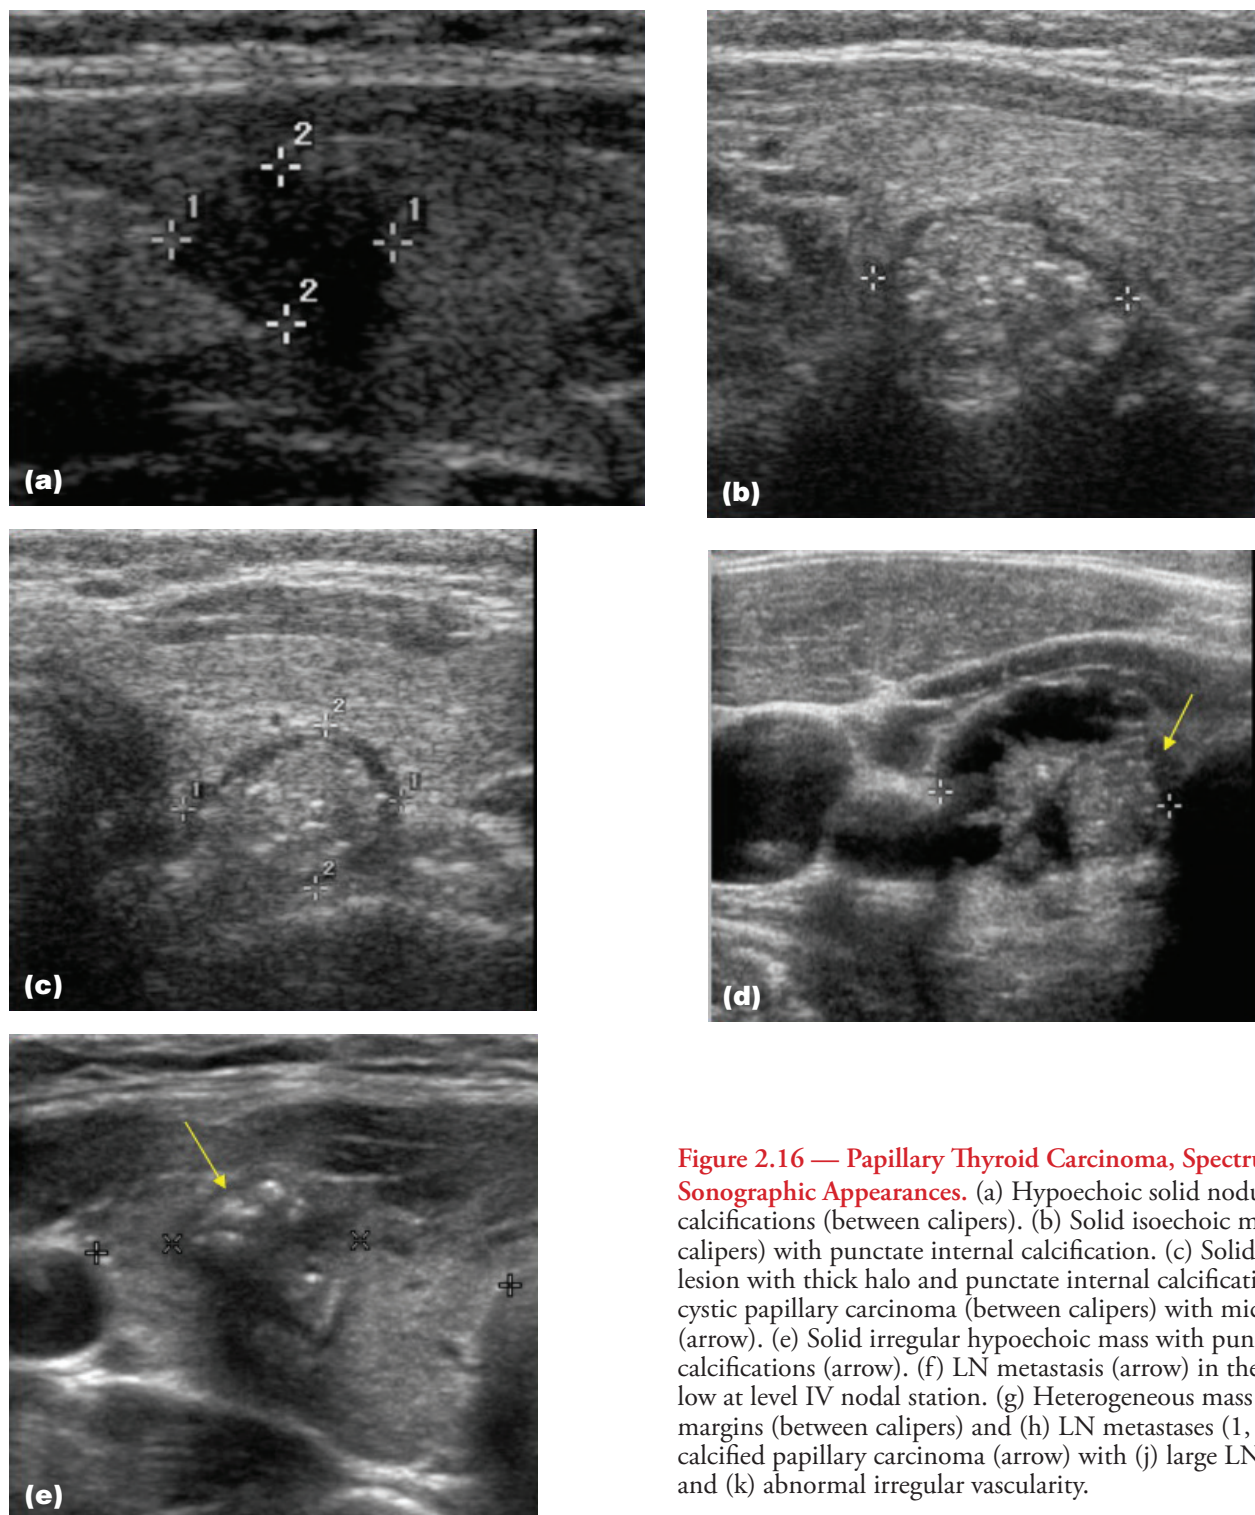 2
1
1
2
(a)
(b)
2
1
1
2
(c)
(d)
(e)
Figure 2.16 — Papillary Thyroid Carcinoma, Spectru
Sonographic Appearances. (a) Hypoechoic solid nodu
calcifications (between calipers). (b) Solid isoechoic m
calipers) with punctate internal calcification. (c) Solid
lesion with thick halo and punctate internal calcificati
cystic papillary carcinoma (between calipers) with mic
(arrow). (e) Solid irregular hypoechoic mass with pun
calcifications (arrow). (f) LN metastasis (arrow) in the
low at level IV nodal station. (g) Heterogeneous mass
margins (between calipers) and (h) LN metastases (1,
calcified papillary carcinoma (arrow) with (j) large LN
and (k) abnormal irregular vascularity.